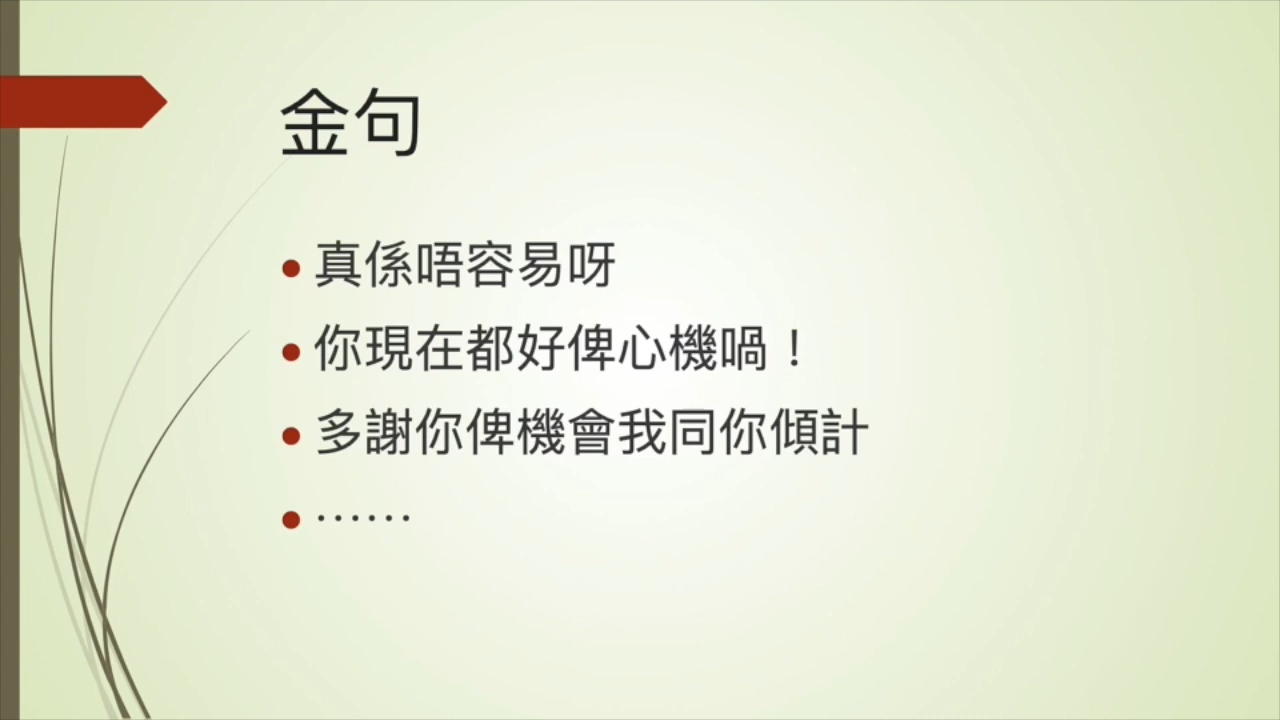 金句
真係唔容易呀
你現在都好俾心機喎！
多謝你俾機會我同你傾計
⋯⋯